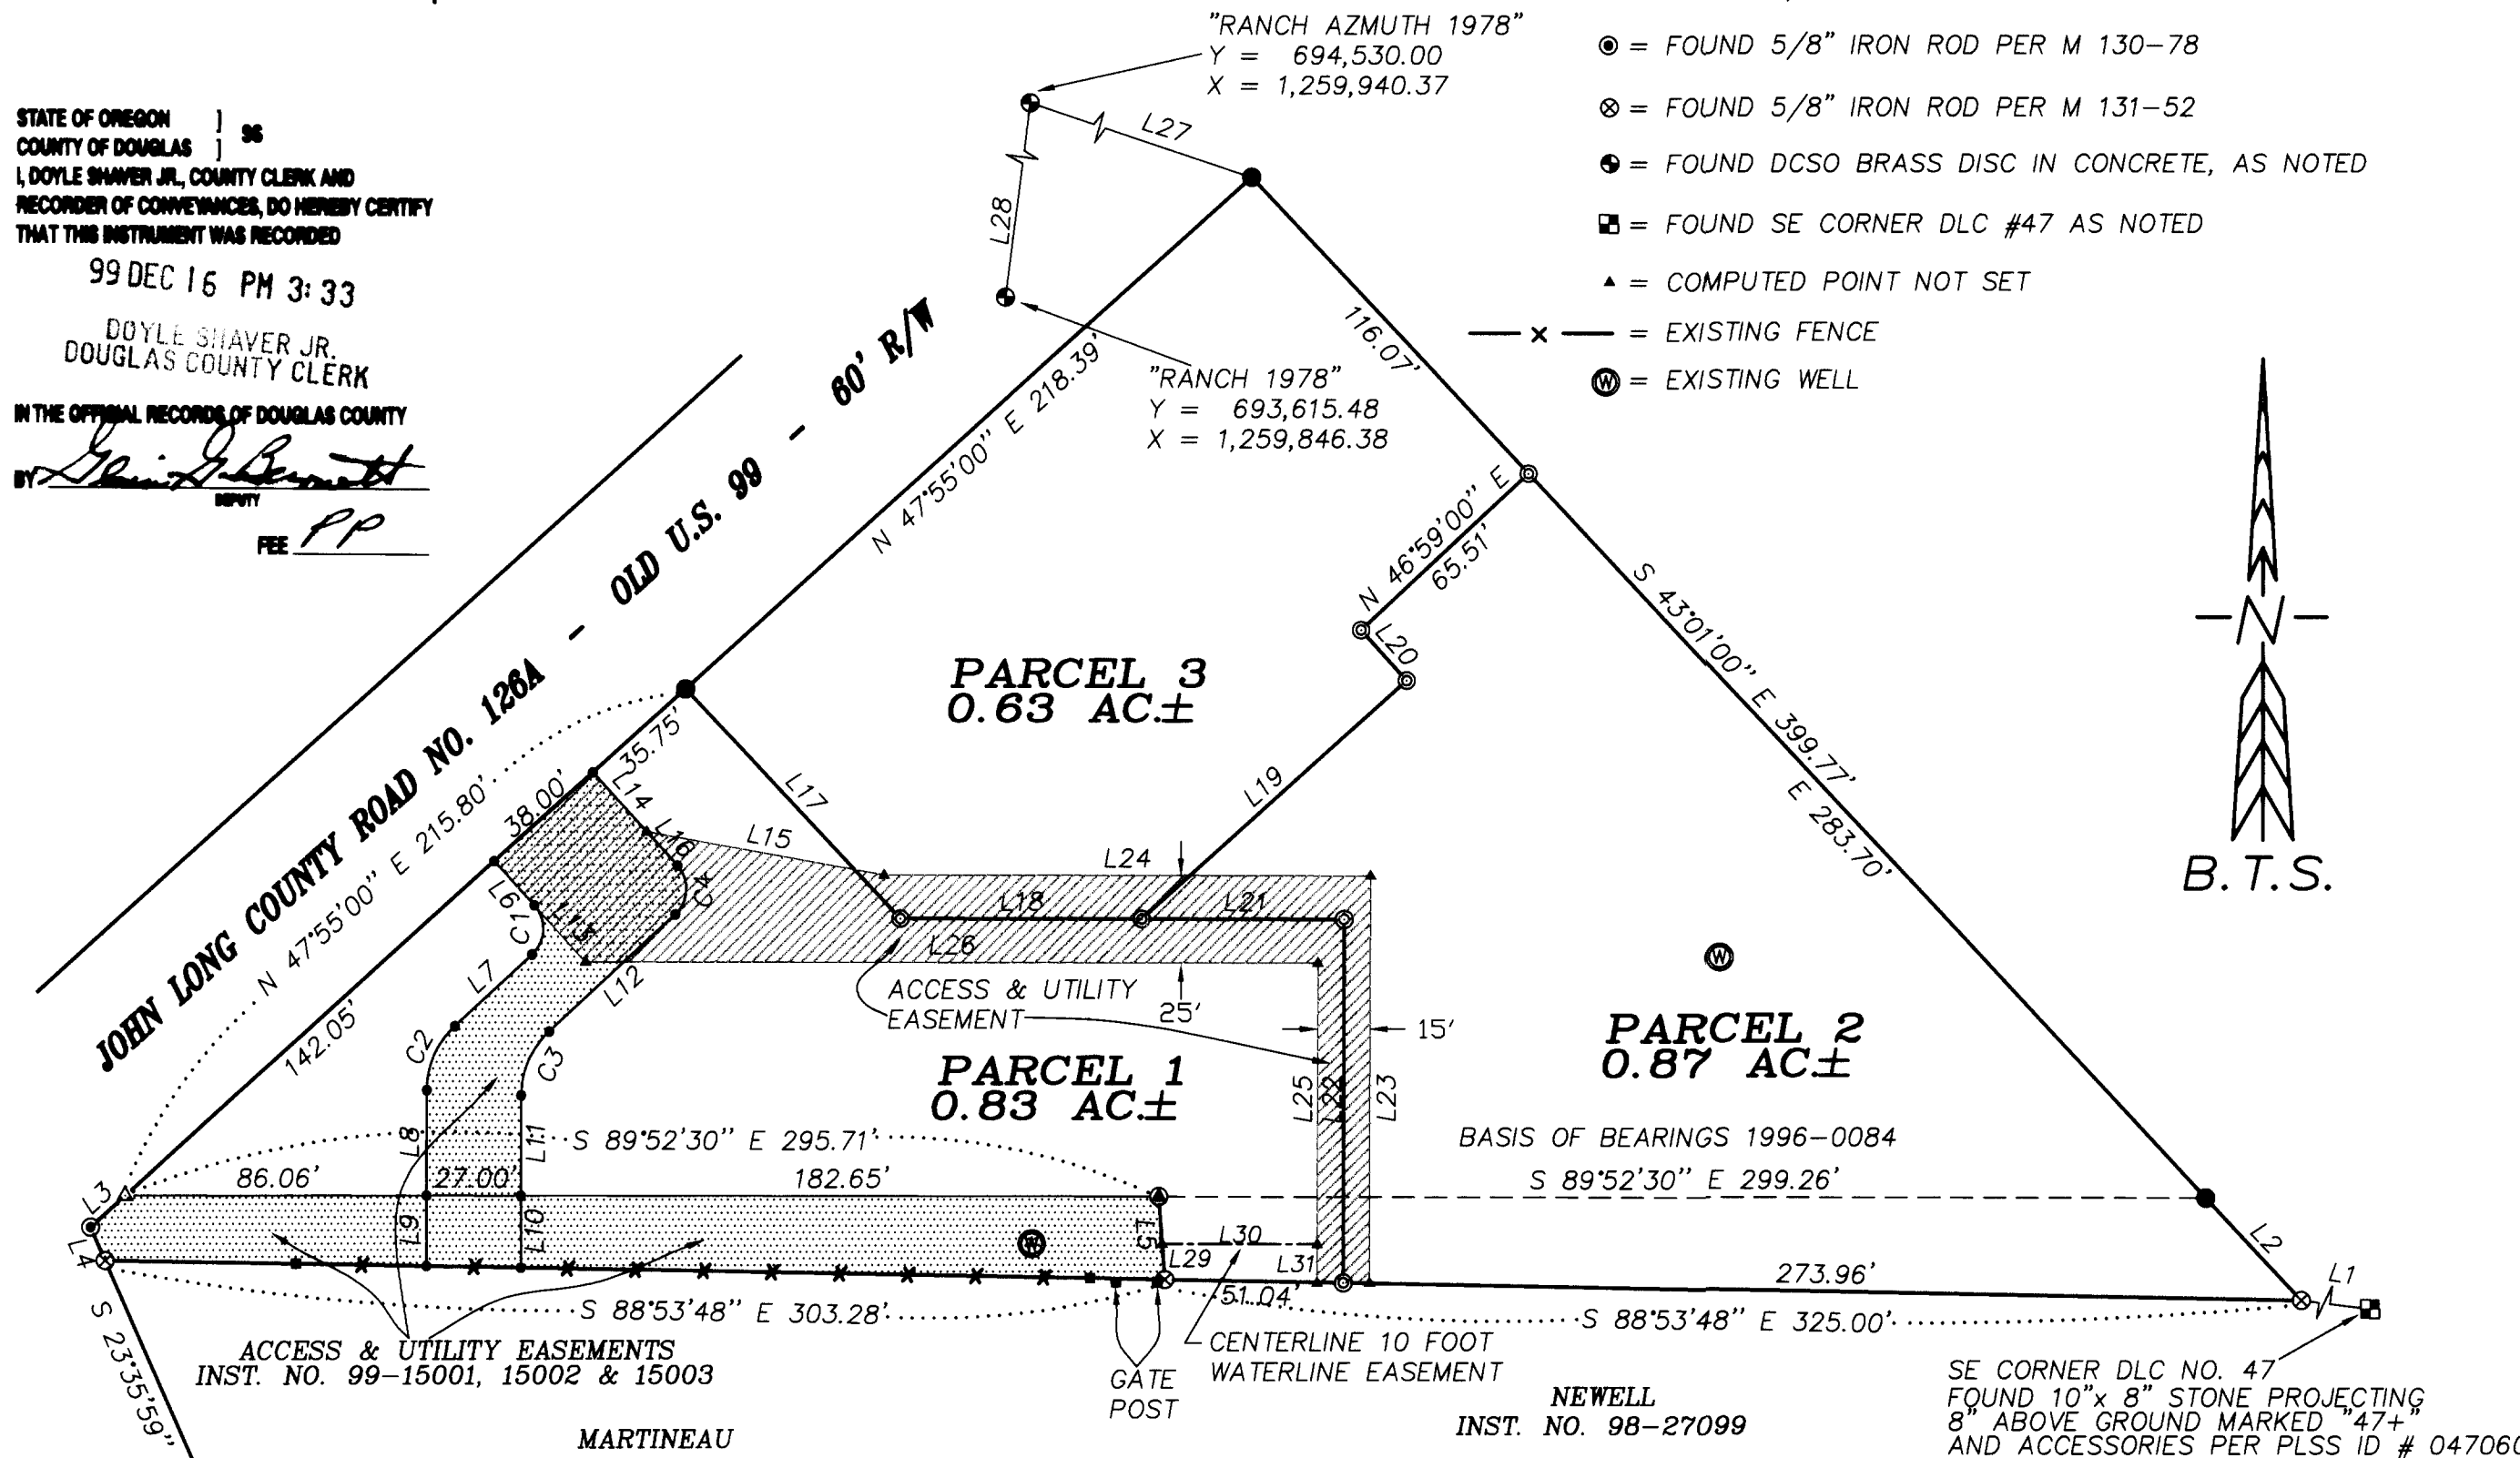 STATE OF OREGON ] SS
COUNTY OF DOUGLAS ]
I, DOYLE SHAVER JR., COUNTY CLERK AND
RECORDER OF CONVEYANCES, DO HEREBY CERTIFY
THAT THIS INSTRUMENT WAS RECORDED
99 DEC 16 PM 3:33
DOYLE SHAVER JR.
DOUGLAS COUNTY CLERK
IN THE OFFICIAL RECORDS OF DOUGLAS COUNTY
BY
DEPUTY
FEE PP
"RANCH AZMUTH 1978"
Y = 694,530.00
X = 1,259,940.37
L27
L28
"RANCH 1978"
Y = 693,615.48
X = 1,259,846.38
= FOUND 5/8" IRON ROD PER M 130-78
= FOUND 5/8" IRON ROD PER M 131-52
= FOUND DCSO BRASS DISC IN CONCRETE, AS NOTED
= FOUND SE CORNER DLC #47 AS NOTED
= COMPUTED POINT NOT SET
x = EXISTING FENCE
W = EXISTING WELL
N
B.T.S.
JOHN LONG COUNTY ROAD NO. 126A - OLD U.S. 99 - 60' R/W
N 47°55'00" E 218.39'
116.07'
N 46°59'00" E
65.51'
S 43°01'00" E 399.77'
E 283.70'
L20
PARCEL 3
0.63 AC.±
L19
L17
35.75'
38.00'
N 47°55'00" E 215.80'
142.05'
L14
L16
L15
C4
L24
L18
L21
L26
L6
C1
L13
L7
L12
C2
C3
ACCESS & UTILITY
EASEMENT
25'
15'
W
PARCEL 2
0.87 AC.±
PARCEL 1
0.83 AC.±
L25
L22
L23
L8
L11
S 89°52'30" E 295.71'
86.06'
27.00'
182.65'
BASIS OF BEARINGS 1996-0084
S 89°52'30" E 299.26'
L3
L4
L9
L10
W
L5
L30
L29
L31
51.04'
273.96'
L2
L1
S 88°53'48" E 303.28'
S 88°53'48" E 325.00'
S 23°35'59"
ACCESS & UTILITY EASEMENTS
INST. NO. 99-15001, 15002 & 15003
GATE
POST
CENTERLINE 10 FOOT
WATERLINE EASEMENT
MARTINEAU
NEWELL
INST. NO. 98-27099
SE CORNER DLC NO. 47
FOUND 10"x 8" STONE PROJECTING
8" ABOVE GROUND MARKED "47+"
AND ACCESSORIES PER PLSS ID # 047060